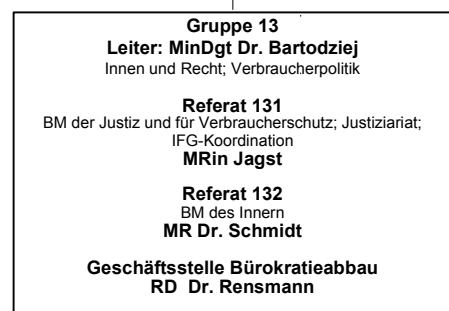 Gruppe 13
Leiter: MinDgt Dr. Bartodziej
Innen und Recht; Verbraucherpolitik
Referat 131
BM der Justiz und für Verbraucherschutz; Justiziariat;
IFG-Koordination
MRin Jagst
Referat 132
BM des Innern
MR Dr. Schmidt
Geschäftsstelle Bürokratieabbau
RD Dr. Rensmann